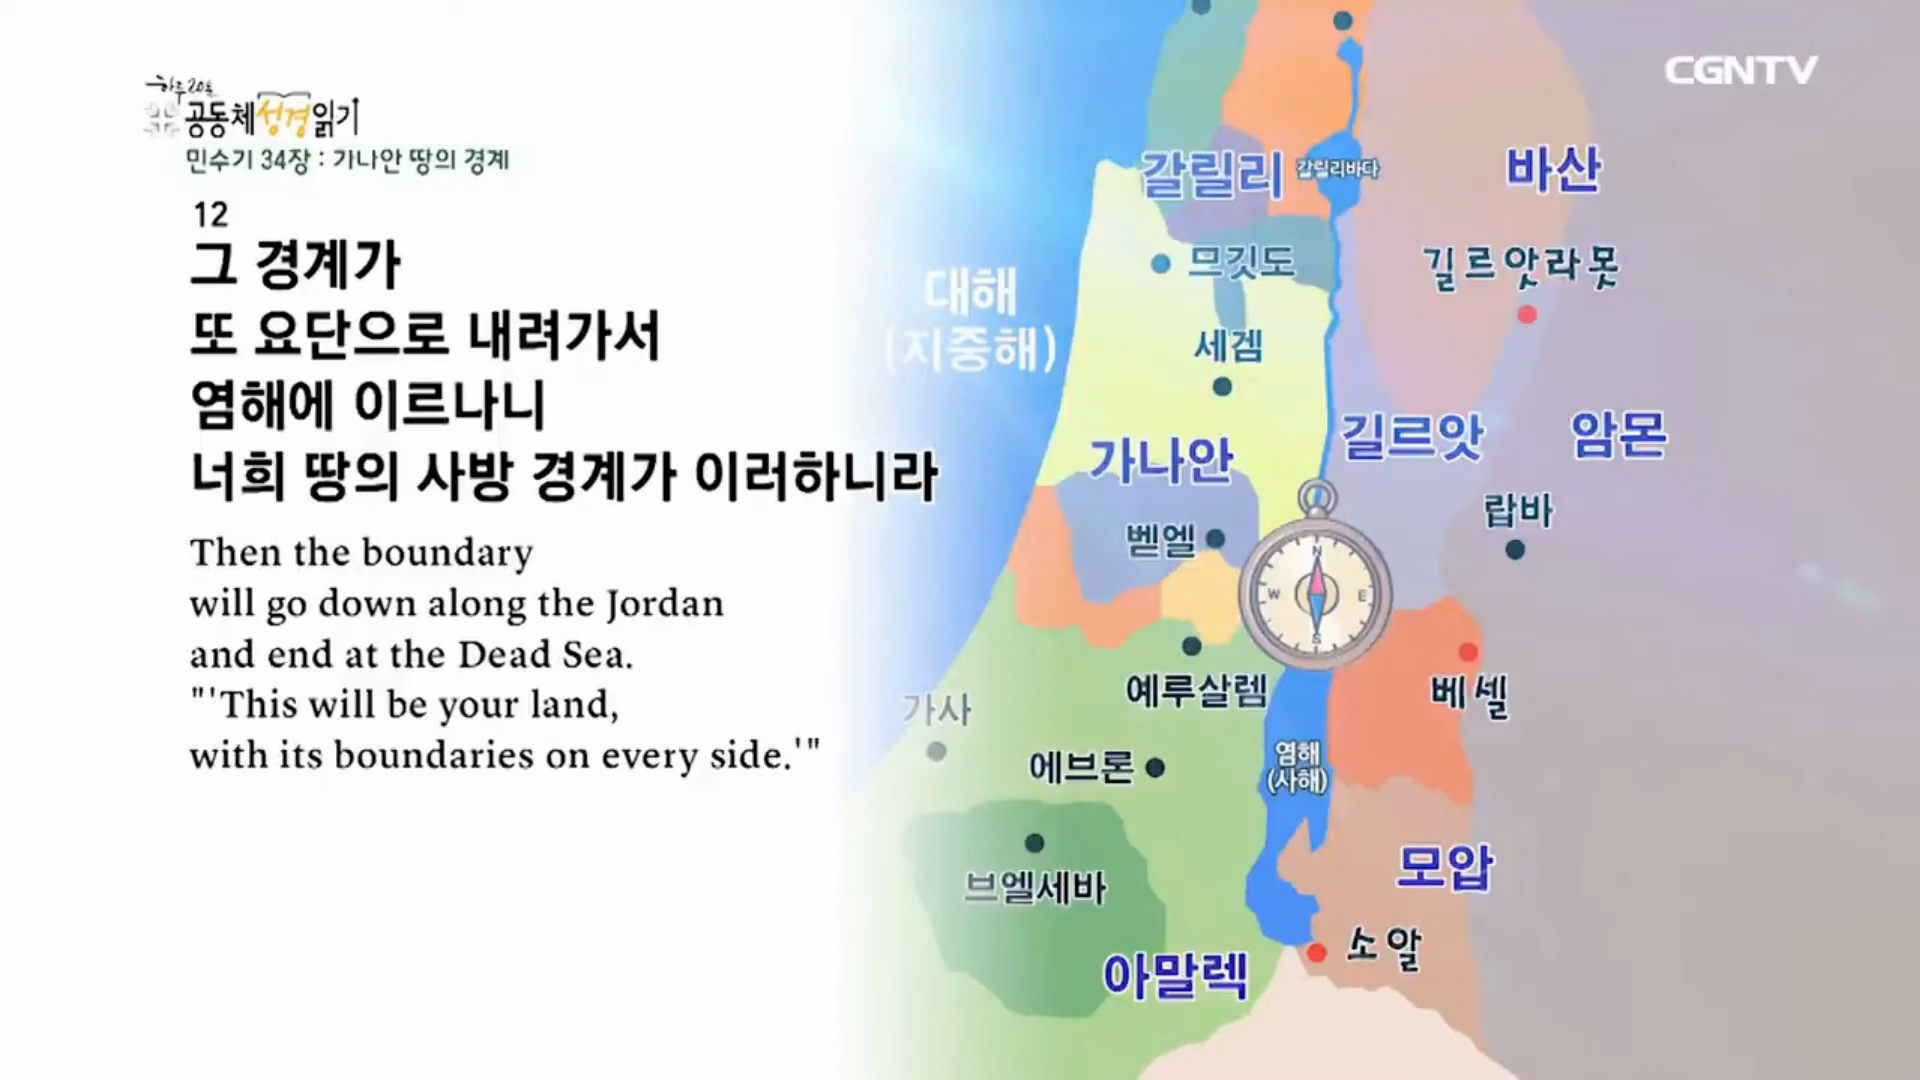 하루20분
공동체성경읽기
민수기 34장 : 가나안 땅의 경계
12
그 경계가
또 요단으로 내려가서
염해에 이르나니
너희 땅의 사방 경계가 이러하니라
Then the boundary
will go down along the Jordan
and end at the Dead Sea.
"'This will be your land,
with its boundaries on every side.'"
CGNTV
갈릴리
갈릴리바다
바산
므깃도
길르앗라못
대해
(지중해)
세겜
가나안
길르앗
암몬
랍바
벧엘
N
W
E
S
예루살렘
베셀
가사
에브론
염해
(사해)
브엘세바
모압
소알
아말렉